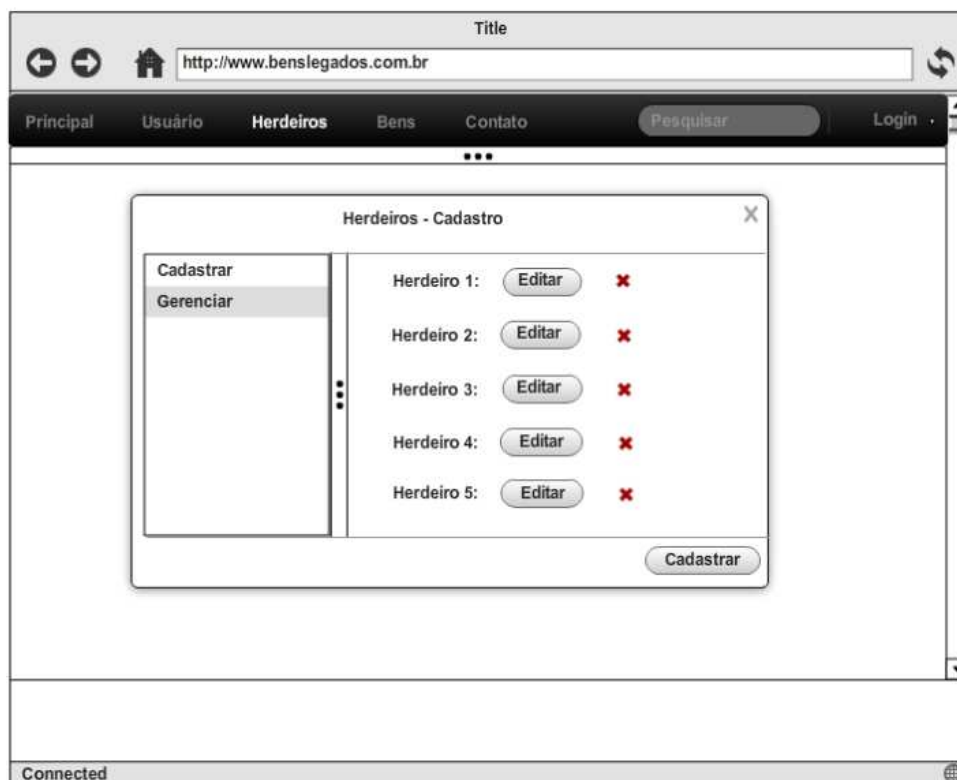 Title
http://www.benslegados.com.br
Principal Usuário Herdeiros Bens Contato Pesquisar Login
Herdeiros - Cadastro
Cadastrar
Gerenciar
Herdeiro 1: Editar
Herdeiro 2: Editar
Herdeiro 3: Editar
Herdeiro 4: Editar
Herdeiro 5: Editar
Cadastrar
Connected